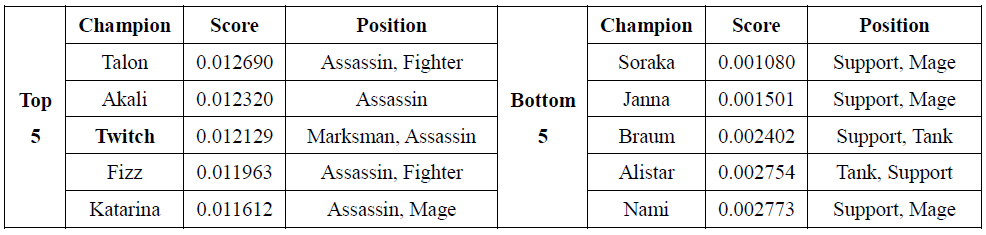 Champion Score Position Champion Score Position
Talon 0.012690 Assassin, Fighter Soraka 0.001080 Support, Mage
Top Akali 0.012320 Assassin Bottom Janna 0.001501 Support, Mage
5 Twitch 0.012129 Marksman, Assassin 5 Braum 0.002402 Support, Tank
Fizz 0.011963 Assassin, Fighter Alistar 0.002754 Tank, Support
Katarina 0.011612 Assassin, Mage Nami 0.002773 Support, Mage